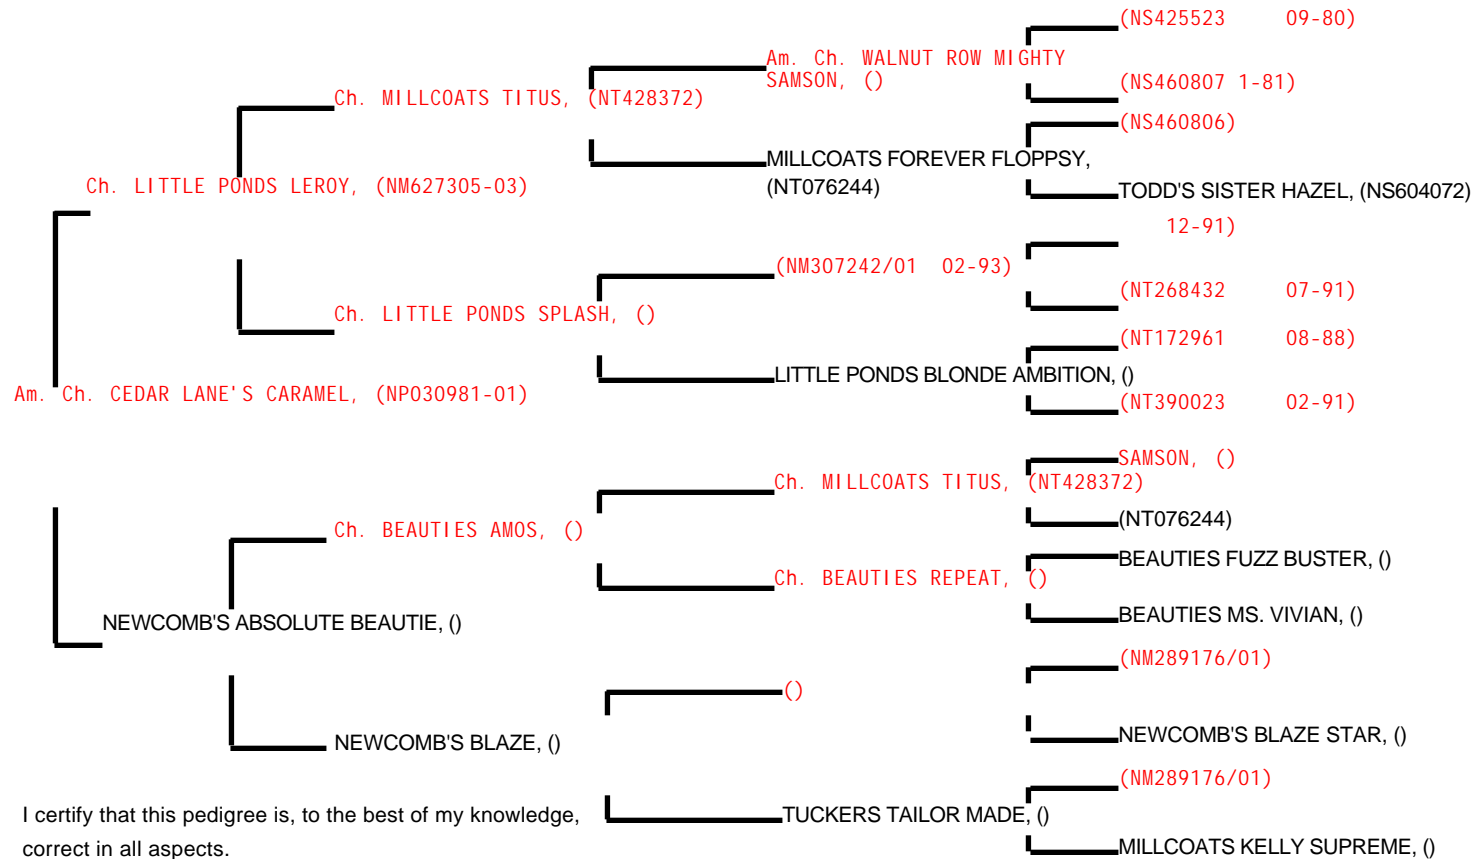 (NS425523 09-80)
Am. Ch. WALNUT ROW MIGHTY
SAMSON, ()
(NS460807 1-81)
Ch. MILLCOATS TITUS, (NT428372)
(NS460806)
MILLCOATS FOREVER FLOPPSY,
(NT076244)
TODD'S SISTER HAZEL, (NS604072)
Ch. LITTLE PONDS LEROY, (NM627305-03)
12-91)
(NM307242/01 02-93)
(NT268432 07-91)
Ch. LITTLE PONDS SPLASH, ()
(NT172961 08-88)
LITTLE PONDS BLONDE AMBITION, ()
(NT390023 02-91)
Am. Ch. CEDAR LANE'S CARAMEL, (NP030981-01)
SAMSON, ()
Ch. MILLCOATS TITUS, (NT428372)
(NT076244)
Ch. BEAUTIES AMOS, ()
BEAUTIES FUZZ BUSTER, ()
Ch. BEAUTIES REPEAT, ()
BEAUTIES MS. VIVIAN, ()
NEWCOMB'S ABSOLUTE BEAUTIE, ()
(NM289176/01)
()
NEWCOMB'S BLAZE STAR, ()
NEWCOMB'S BLAZE, ()
(NM289176/01)
TUCKERS TAILOR MADE, ()
MILLCOATS KELLY SUPREME, ()
I certify that this pedigree is, to the best of my knowledge,
correct in all aspects.